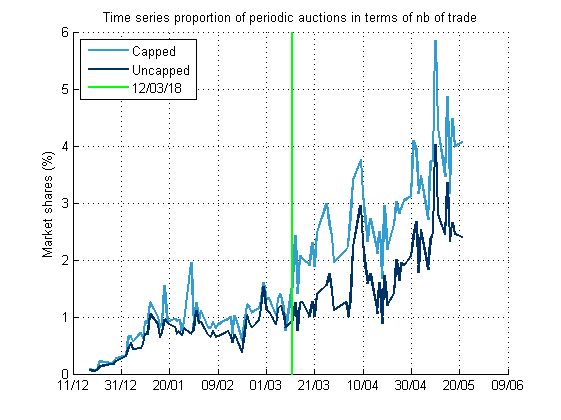 Time series proportion of periodic auctions in terms of nb of trade
Capped
Uncapped
12/03/18
Market shares (%)
6
5
4
3
2
1
0
11/12 31/12 20/01 09/02 01/03 21/03 10/04 30/04 20/05 09/06